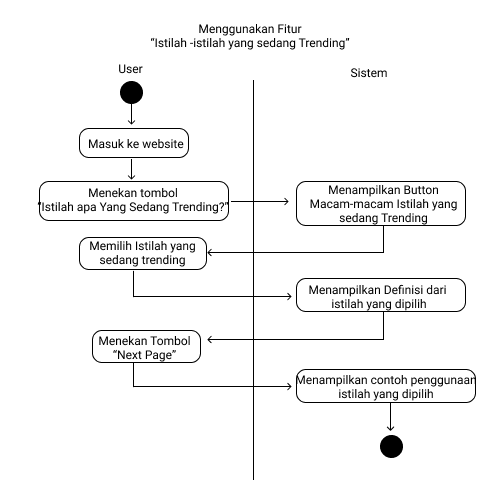 Menggunakan Fitur
“Istilah -istilah yang sedang Trending”
User
Sistem
Masuk ke website
Menekan tombol
“Istilah apa Yang Sedang Trending?”
Menampilkan Button
Macam-macam Istilah yang
sedang Trending
Memilih Istilah yang
sedang trending
Menampilkan Definisi dari
istilah yang dipilih
Menekan Tombol
“Next Page”
Menampilkan contoh penggunaan
istilah yang dipilih